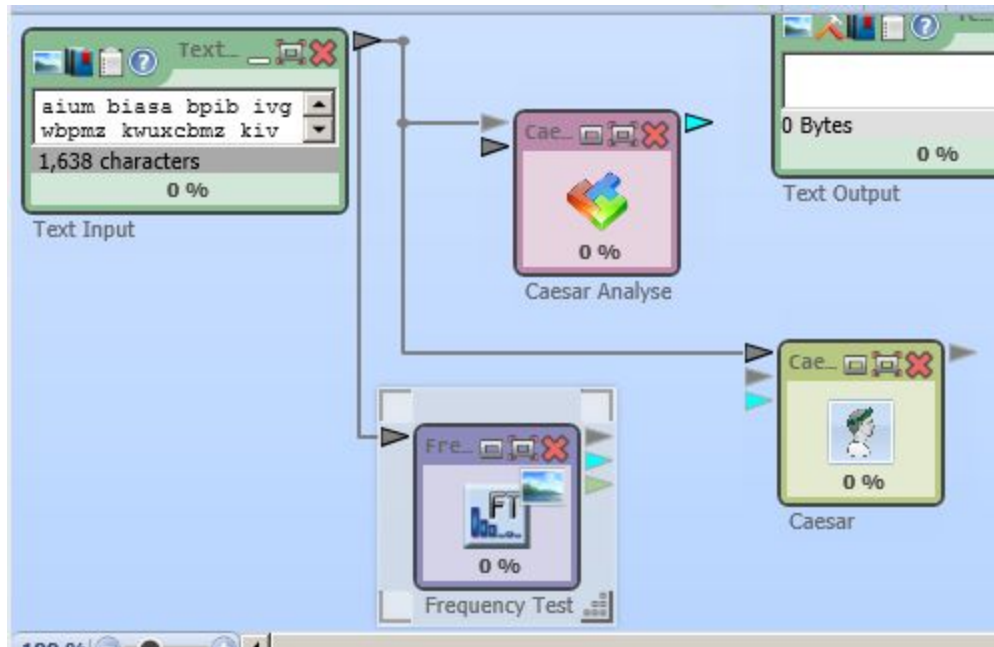 Text…
aium biasa bpib ivg
wbpmz kwuxcbmz kiv
1,638 characters
0 %
Text Input
Cae…
0 %
Caesar Analyse
0 Bytes
0 %
Text Output
Cae…
0 %
Caesar
Fre…
FT
0 %
Frequency Test